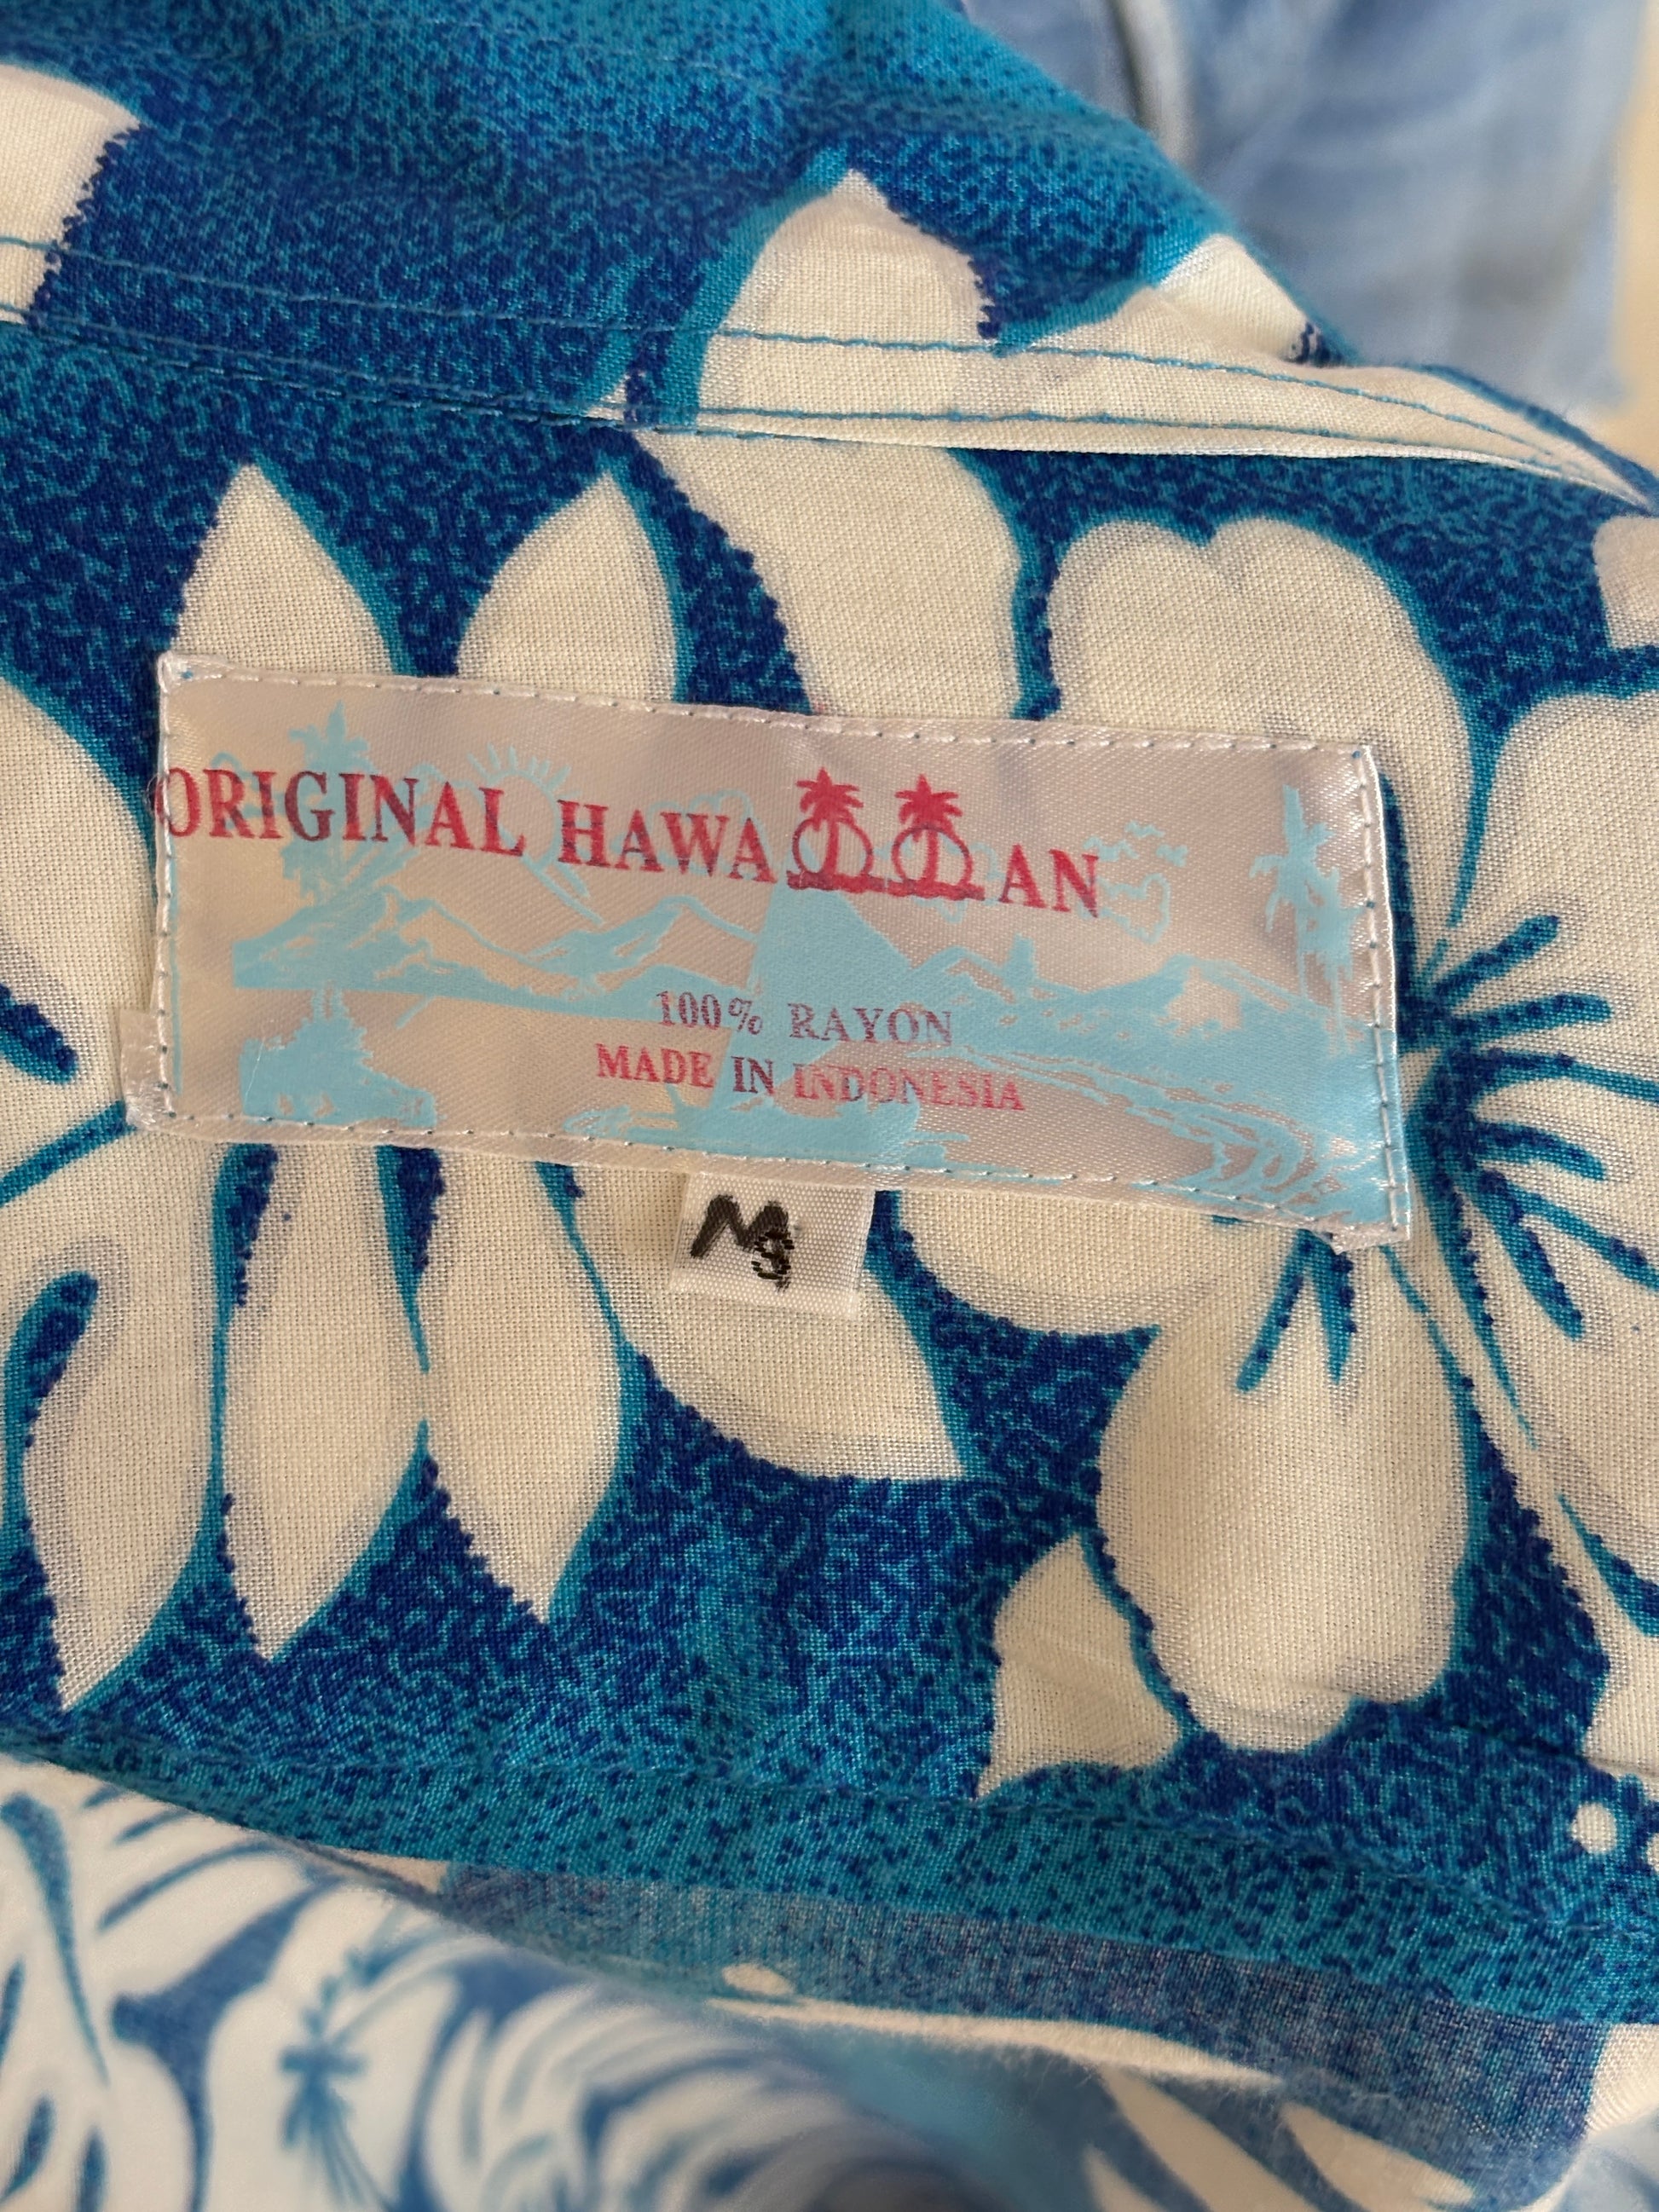 ORIGINAL HAWAIIAN
100% RAYON
MADE IN INDONESIA
M
S